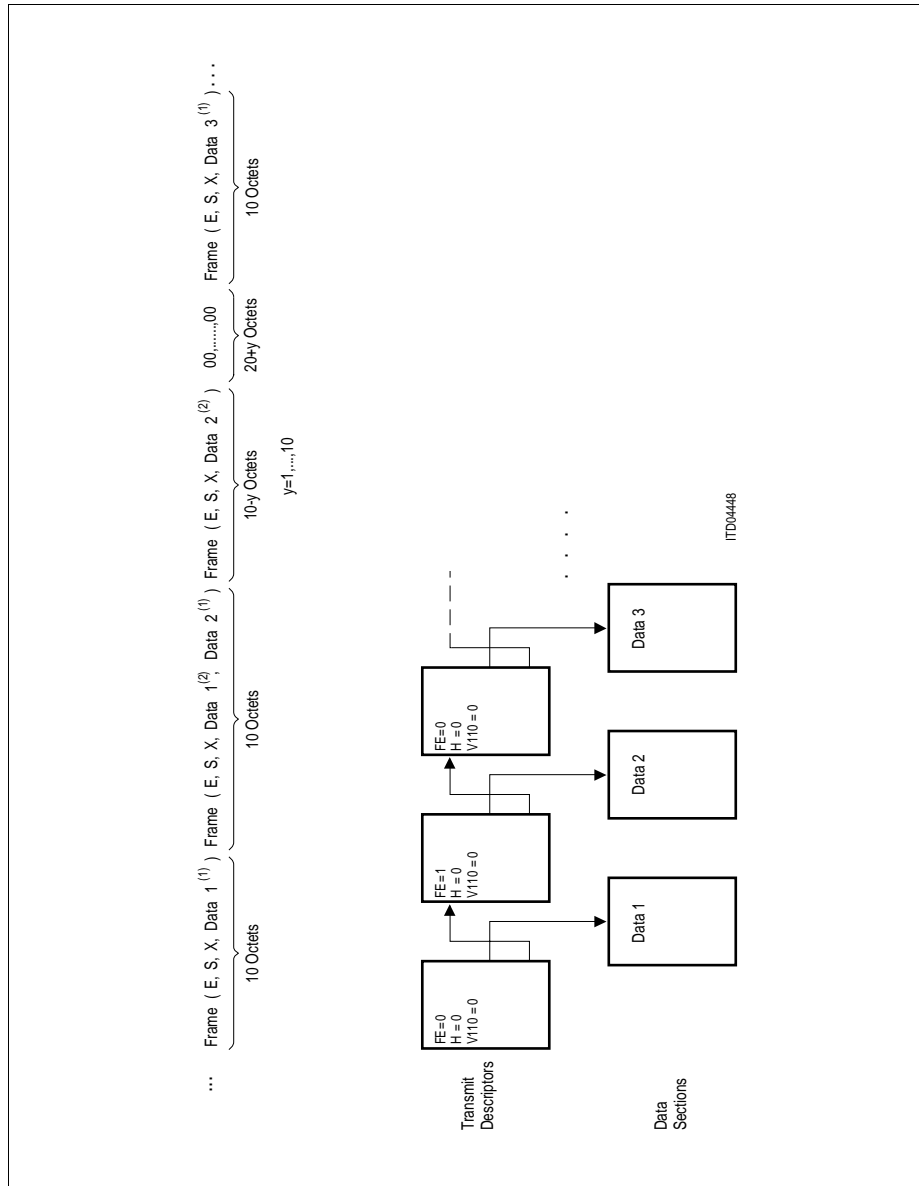 ... Frame ( E, S, X, Data 1 (1) ) Frame ( E, S, X, Data 1(2), Data 2 (1) ) Frame ( E, S, X, Data 2 (2) ) 00,......,00 Frame ( E, S, X, Data 3 (1) ) ...
10 Octets 10 Octets 10-y Octets 20+y Octets 10 Octets
y=1,...,10
Transmit
Descriptors
FE=0
H = 0
V110 = 0
FE=1
H = 0
V110 = 0
FE=0
H = 0
V110 = 0
. . . .
Data
Sections
Data 1
Data 2
Data 3
ITD04448